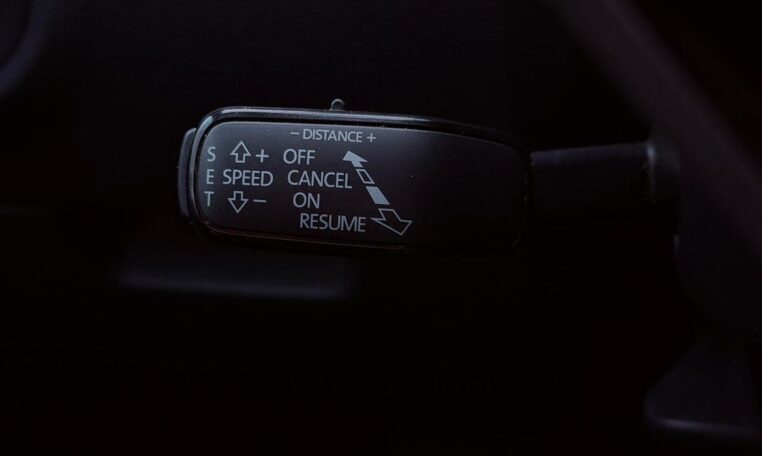 − DISTANCE +
S + OFF
E SPEED CANCEL
T − ON
RESUME